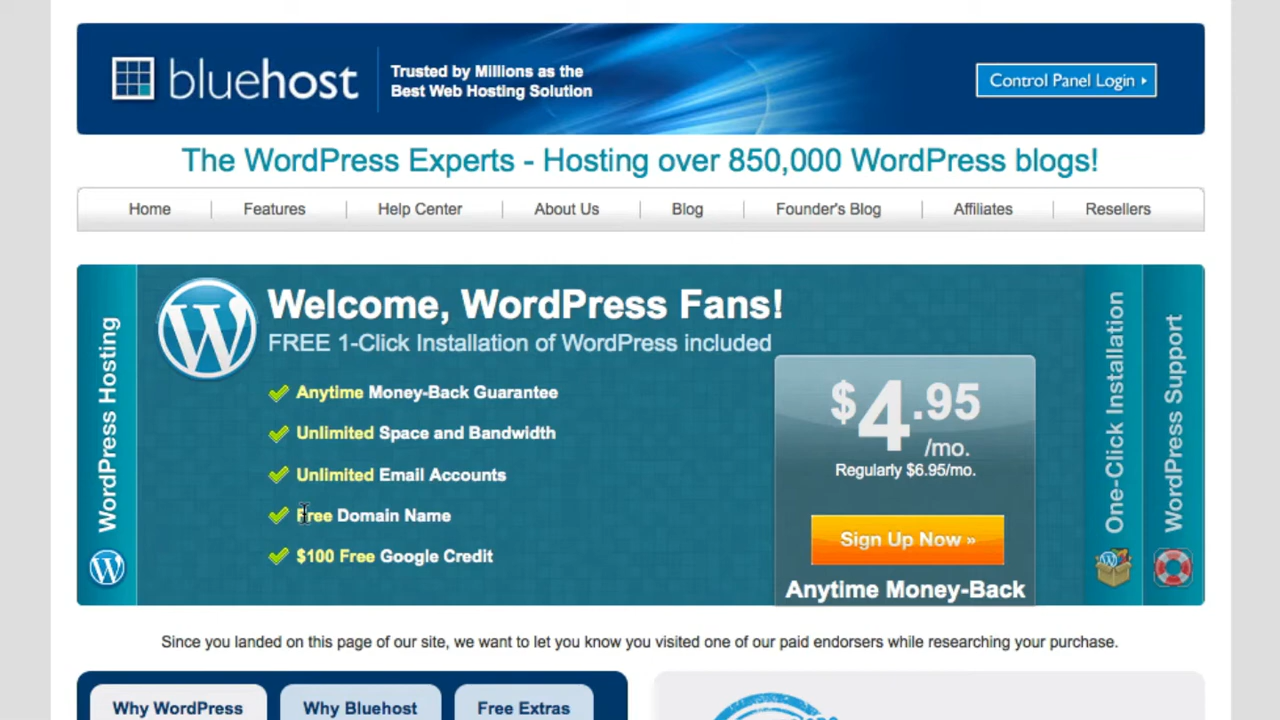 bluehost
Trusted by Millions as the
Best Web Hosting Solution
Control Panel Login
The WordPress Experts - Hosting over 850,000 WordPress blogs!
Home
Features
Help Center
About Us
Blog
Founder's Blog
Affiliates
Resellers
WordPress Hosting
Welcome, WordPress Fans!
FREE 1-Click Installation of WordPress included
Anytime Money-Back Guarantee
Unlimited Space and Bandwidth
Unlimited Email Accounts
Free Domain Name
$100 Free Google Credit
$4.95
/mo.
Regularly $6.95/mo.
Sign Up Now »
Anytime Money-Back
One-Click Installation
WordPress Support
Since you landed on this page of our site, we want to let you know you visited one of our paid endorsers while researching your purchase.
Why WordPress
Why Bluehost
Free Extras